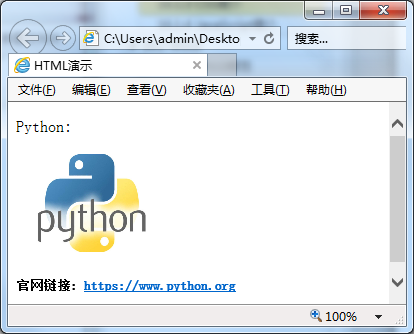 C:\Users\admin\Deskto
搜索...
HTML演示
文件(F) 编辑(E) 查看(V) 收藏夹(A) 工具(T) 帮助(H)
Python:
python
官网链接：https://www.python.org
100%